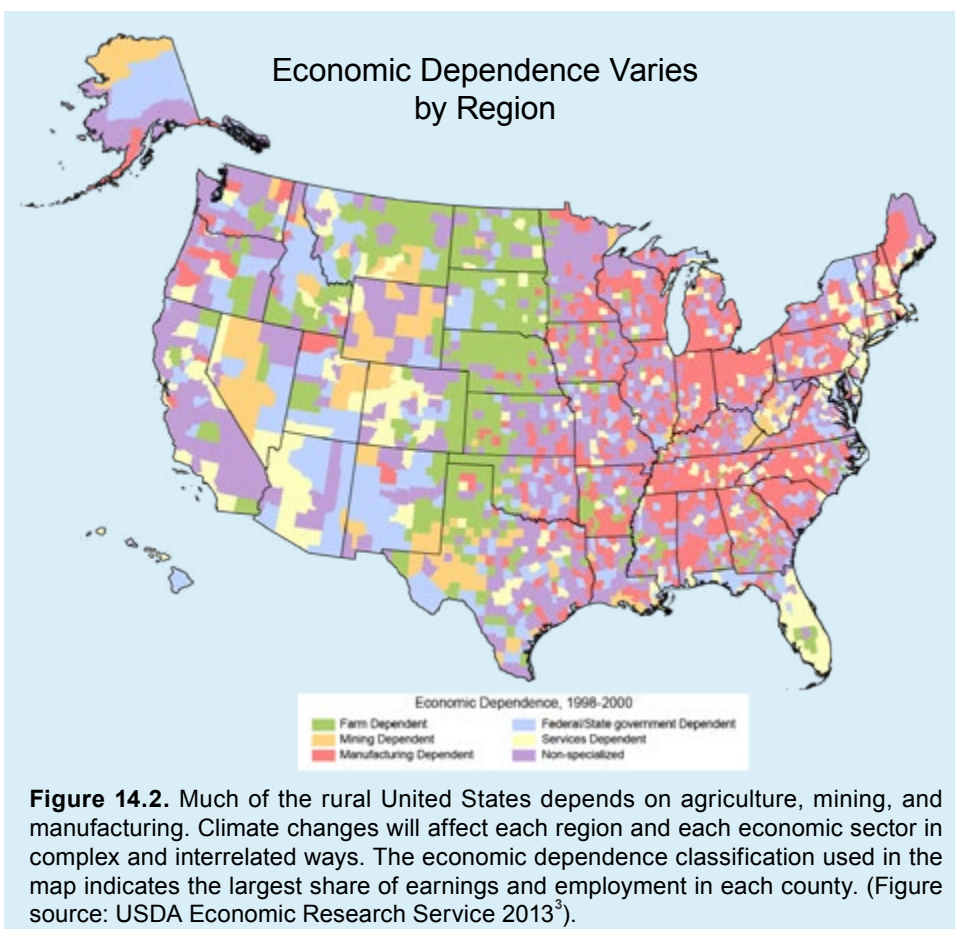 Economic Dependence Varies
by Region
Economic Dependence, 1998-2000
Farm Dependent
Mining Dependent
Manufacturing Dependent
Federal/State government Dependent
Services Dependent
Non-specialized
Figure 14.2. Much of the rural United States depends on agriculture, mining, and
manufacturing. Climate changes will affect each region and each economic sector in
complex and interrelated ways. The economic dependence classification used in the
map indicates the largest share of earnings and employment in each county. (Figure
source: USDA Economic Research Service 2013³).